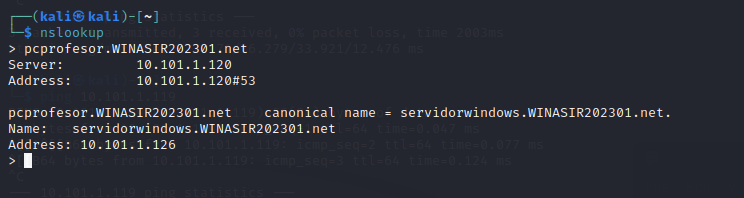 ┌──(kali㉿kali)-[~]
└─$ nslookup
> pcprofesor.WINASIR202301.net
Server:         10.101.1.120
Address:        10.101.1.120#53

pcprofesor.WINASIR202301.net    canonical name = servidorwindows.WINASIR202301.net.
Name:   servidorwindows.WINASIR202301.net
Address: 10.101.1.126
>